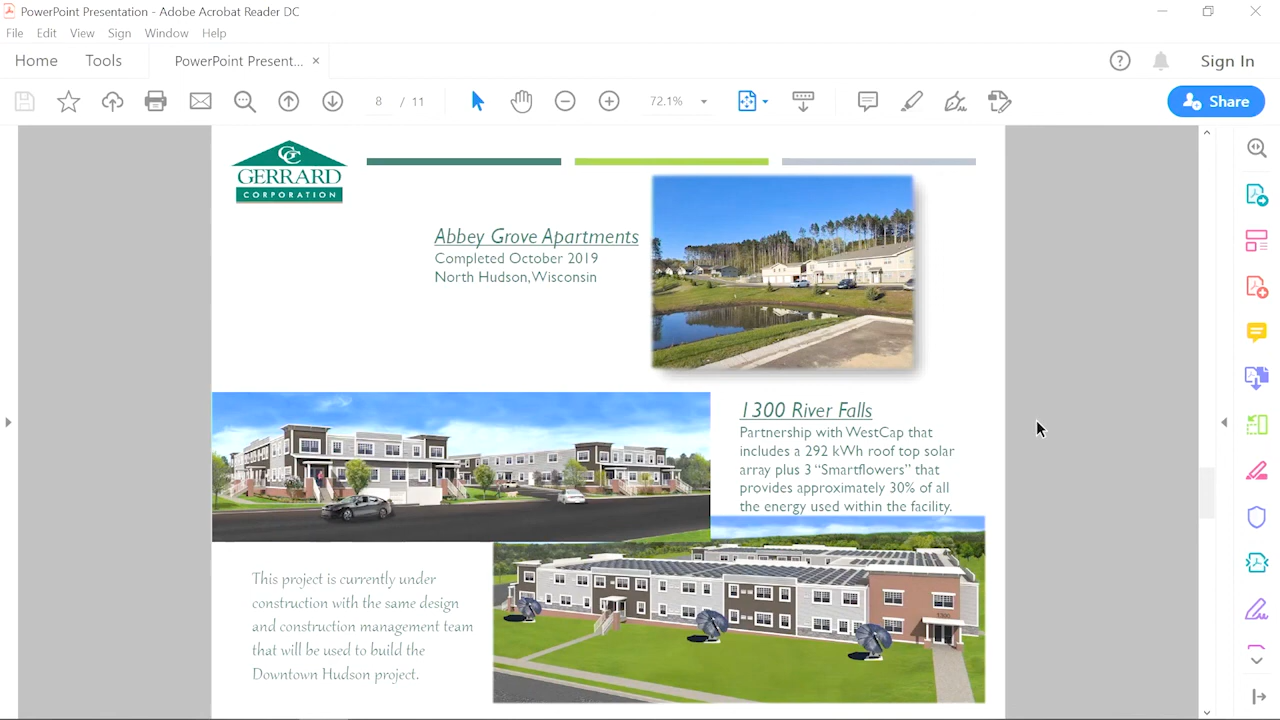 PowerPoint Presentation - Adobe Acrobat Reader DC
File Edit View Sign Window Help
Home Tools PowerPoint Present... × Sign In
8 / 11 72.1% Share
GC
GERRARD
CORPORATION
Abbey Grove Apartments
Completed October 2019
North Hudson, Wisconsin
1300 River Falls
Partnership with WestCap that
includes a 292 kWh roof top solar
array plus 3 “Smartflowers” that
provides approximately 30% of all
the energy used within the facility.
This project is currently under
construction with the same design
and construction management team
that will be used to build the
Downtown Hudson project.